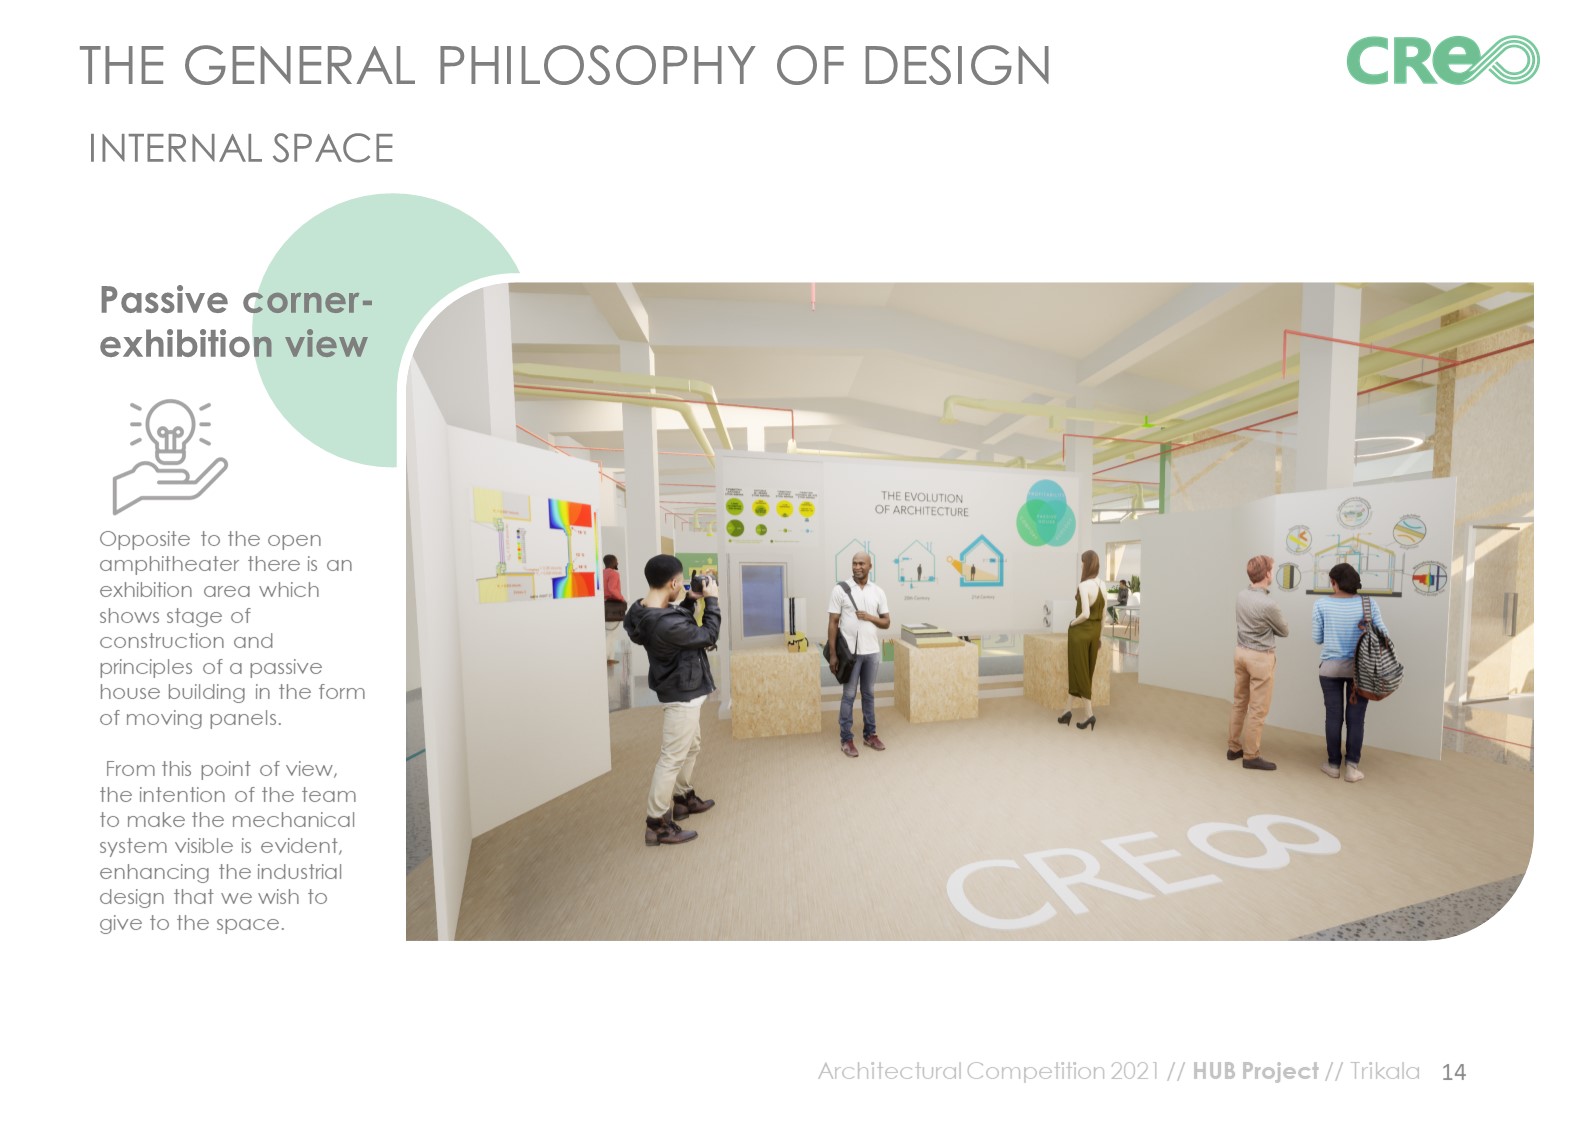 THE GENERAL PHILOSOPHY OF DESIGN
CRe
INTERNAL SPACE
Passive corner-
exhibition view
Opposite to the open
amphitheater there is an
exhibition area which
shows stage of
construction and
principles of a passive
house building in the form
of moving panels.
From this point of view,
the intention of the team
to make the mechanical
system visible is evident,
enhancing the industrial
design that we wish to
give to the space.
THE EVOLUTION
OF ARCHITECTURE
CRE8
Architectural Competition 2021 // HUB Project // Trikala 14